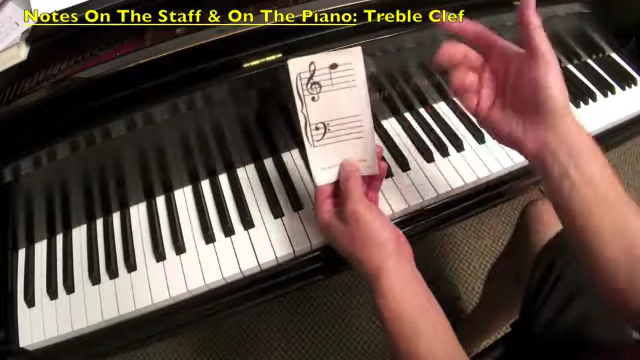 Notes On The Staff & On The Piano: Treble Clef